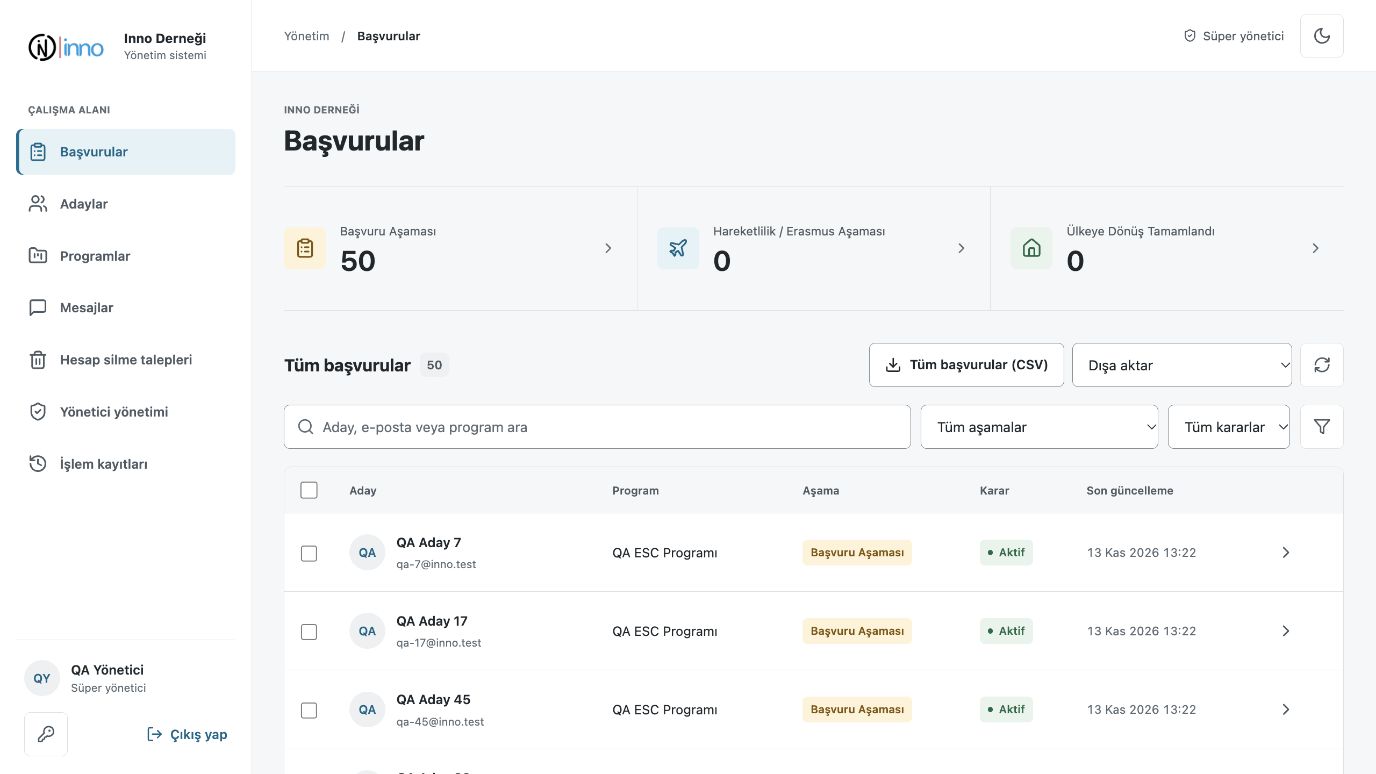 inno
Inno Derneği
Yönetim sistemi
ÇALIŞMA ALANI
Başvurular
Adaylar
Programlar
Mesajlar
Hesap silme talepleri
Yönetici yönetimi
İşlem kayıtları
QY
QA Yönetici
Süper yönetici
Çıkış yap
Yönetim / Başvurular
Süper yönetici
INNO DERNEĞİ
Başvurular
Başvuru Aşaması
50
Hareketlilik / Erasmus Aşaması
0
Ülkeye Dönüş Tamamlandı
0
Tüm başvurular 50
Tüm başvurular (CSV)
Dışa aktar
Aday, e-posta veya program ara
Tüm aşamalar
Tüm kararlar
Aday Program Aşama Karar Son güncelleme
QA QA Aday 7
qa-7@inno.test
QA ESC Programı Başvuru Aşaması Aktif 13 Kas 2026 13:22
QA QA Aday 17
qa-17@inno.test
QA ESC Programı Başvuru Aşaması Aktif 13 Kas 2026 13:22
QA QA Aday 45
qa-45@inno.test
QA ESC Programı Başvuru Aşaması Aktif 13 Kas 2026 13:22